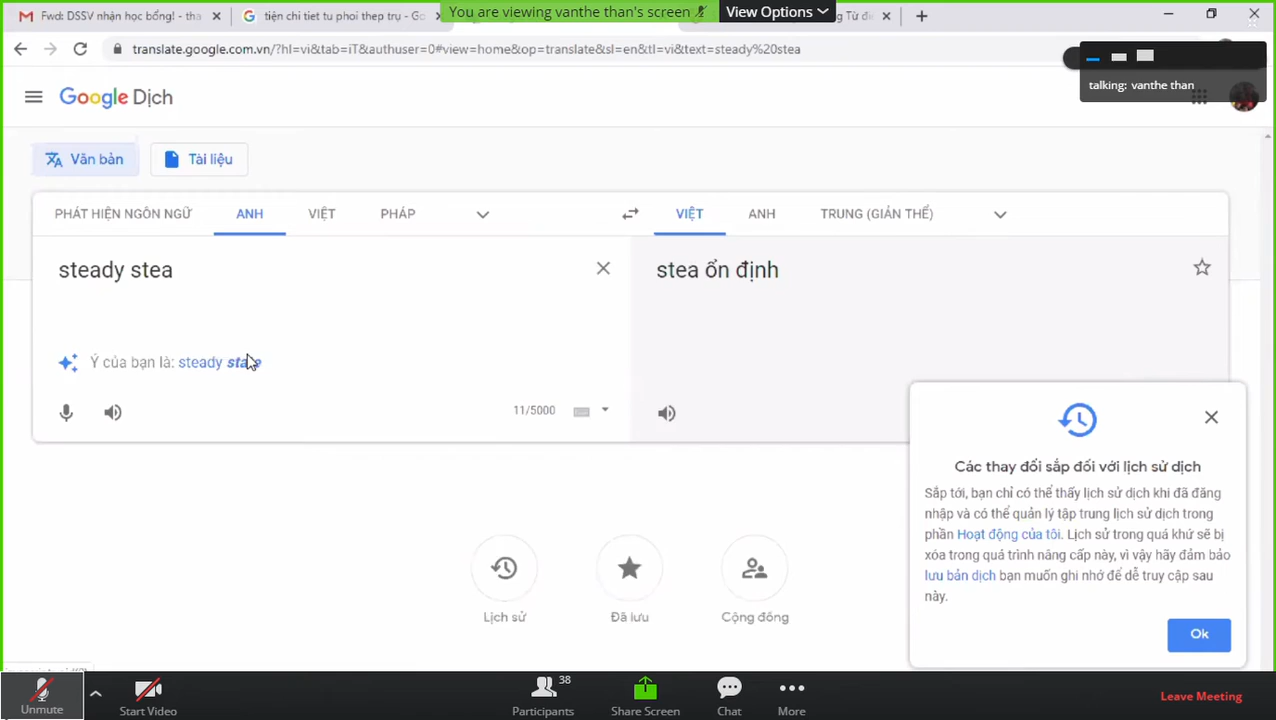 Fwd: DSSV nhận học bổng! - tha
tiện chi tiet tu phoi thep trụ - Go
You are viewing vanthe than's screen
View Options
Từ đi
translate.google.com.vn/?hl=vi&tab=iT&authuser=0#view=home&op=translate&sl=en&tl=vi&text=steady%20stea
talking: vanthe than
Google Dịch
Văn bản
Tài liệu
PHÁT HIỆN NGÔN NGỮ
ANH
VIỆT
PHÁP
VIỆT
ANH
TRUNG (GIẢN THỂ)
steady stea
stea ổn định
Ý của bạn là: steady
11/5000
Các thay đổi sắp đối với lịch sử dịch
Sắp tới, bạn chỉ có thể thấy lịch sử dịch khi đã đăng
nhập và có thể quản lý tập trung lịch sử dịch trong
phần Hoạt động của tôi. Lịch sử trong quá khứ sẽ bị
xóa trong quá trình nâng cấp này, vì vậy hãy đảm bảo
lưu bản dịch bạn muốn ghi nhớ để dễ truy cập sau
này.
Ok
Lịch sử
Đã lưu
Cộng đồng
Unmute
Start Video
38
Participants
Share Screen
Chat
More
Leave Meeting